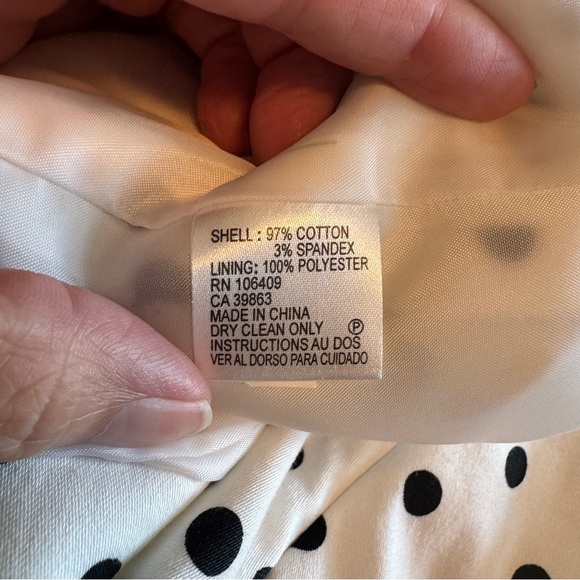 SHELL : 97% COTTON
3% SPANDEX
LINING: 100% POLYESTER
RN 106409
CA 39863
MADE IN CHINA
DRY CLEAN ONLY Ⓟ
INSTRUCTIONS AU DOS
VER AL DORSO PARA CUIDADO